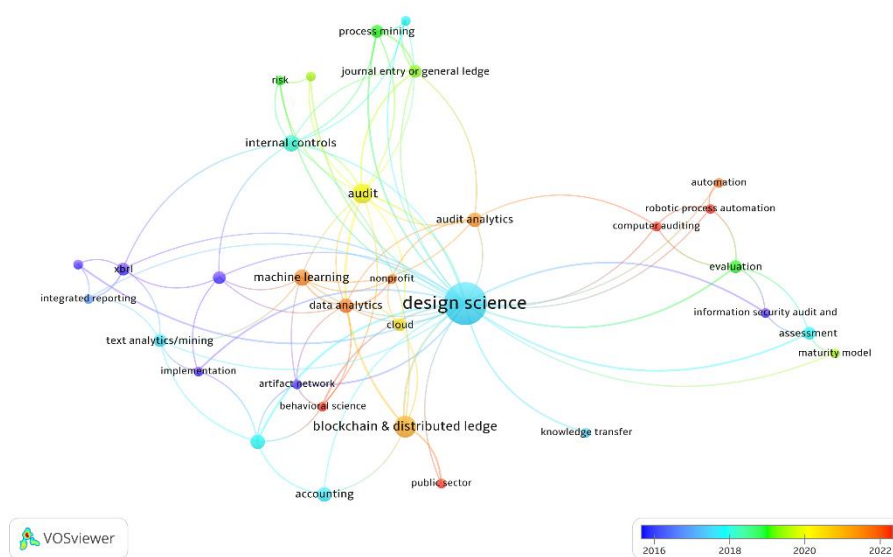 process mining
journal entry or general ledge
risk
internal controls
audit
automation
robotic process automation
audit analytics
computer auditing
xbrl
evaluation
machine learning
nonprofit
integrated reporting
design science
data analytics
information security audit and
cloud
assessment
text analytics/mining
maturity model
implementation
artifact network
behavioral science
blockchain & distributed ledge
knowledge transfer
public sector
accounting
VOSviewer
2016 2018 2020 2022